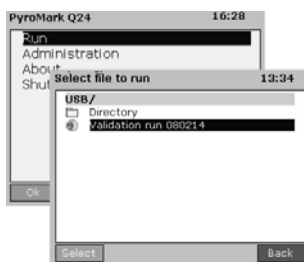 PyroMark Q24 16:28
Run
Administration
About
Shut
Ok
Select file to run 13:34
USB/
Directory
Validation run 080214
Select Back